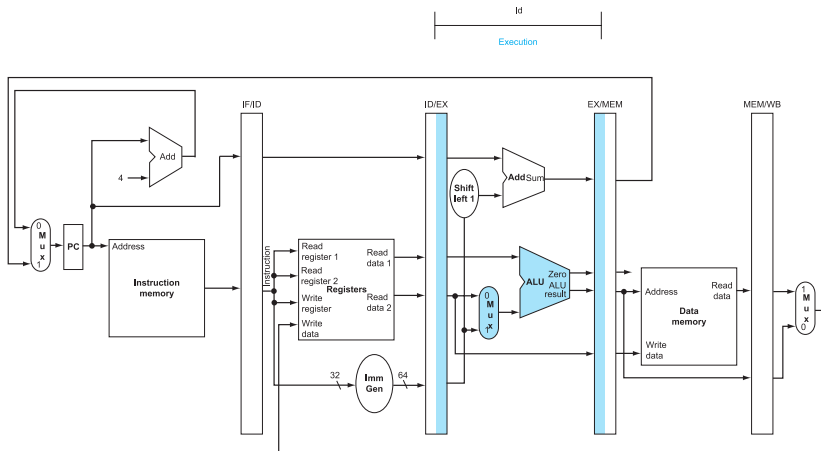 ld
Execution
IF/ID
ID/EX
EX/MEM
MEM/WB
Add
4
Add Sum
Shift
left 1
0
M
u
x
1
PC
Address
Instruction
memory
Instruction
Read
register 1
Read
register 2
Write
register
Write
data
Registers
Read
data 1
Read
data 2
0
M
u
x
1
ALU
Zero
ALU
result
Address
Read
data
Data
memory
Write
data
1
M
u
x
0
32
Imm
Gen
64